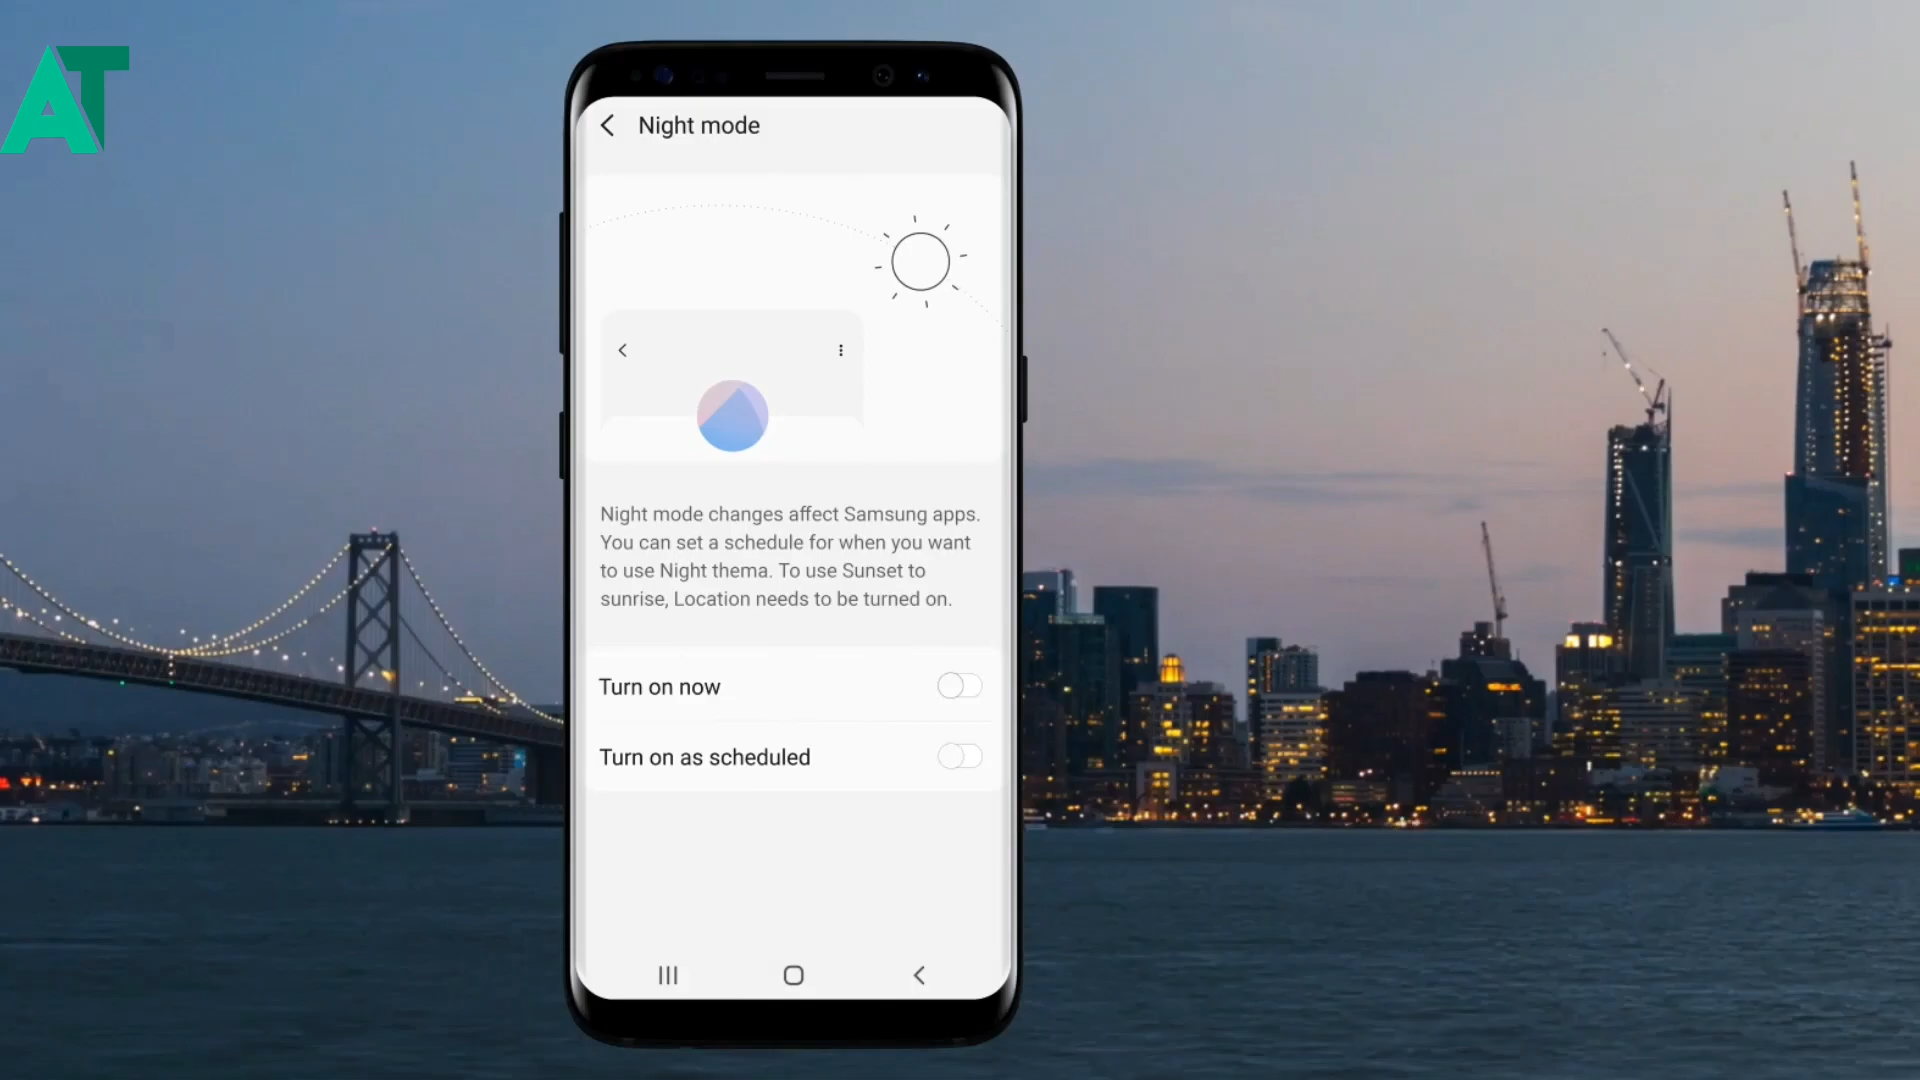 AT
Night mode
Night mode changes affect Samsung apps.
You can set a schedule for when you want
to use Night thema. To use Sunset to
sunrise, Location needs to be turned on.
Turn on now
Turn on as scheduled